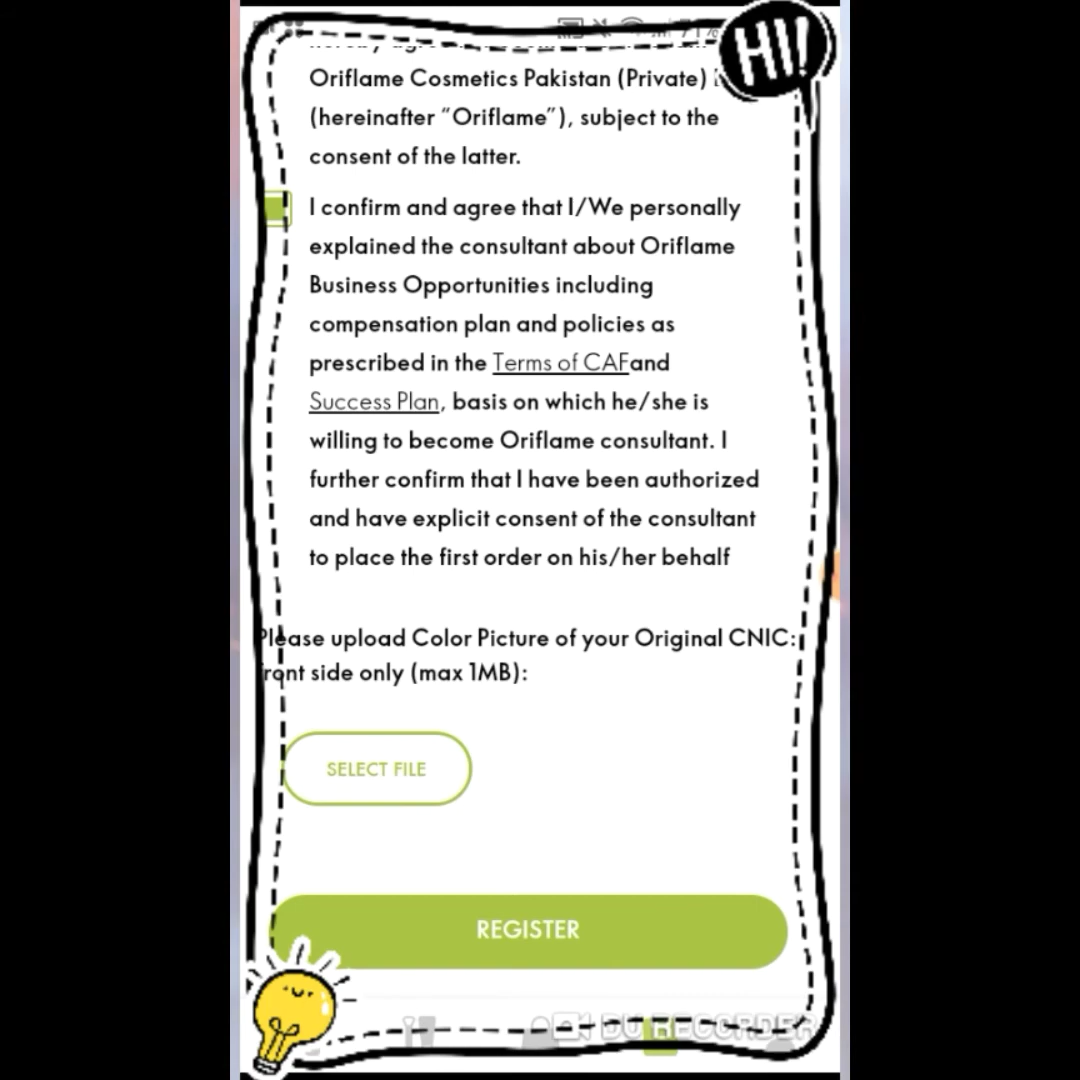 HI!
Oriflame Cosmetics Pakistan (Private)
(hereinafter “Oriflame”), subject to the
consent of the latter.
I confirm and agree that I/We personally
explained the consultant about Oriflame
Business Opportunities including
compensation plan and policies as
prescribed in the Terms of CAFand
Success Plan, basis on which he/she is
willing to become Oriflame consultant. I
further confirm that I have been authorized
and have explicit consent of the consultant
to place the first order on his/her behalf
Please upload Color Picture of your Original CNIC:
front side only (max 1MB):
SELECT FILE
REGISTER
DU RECORDER